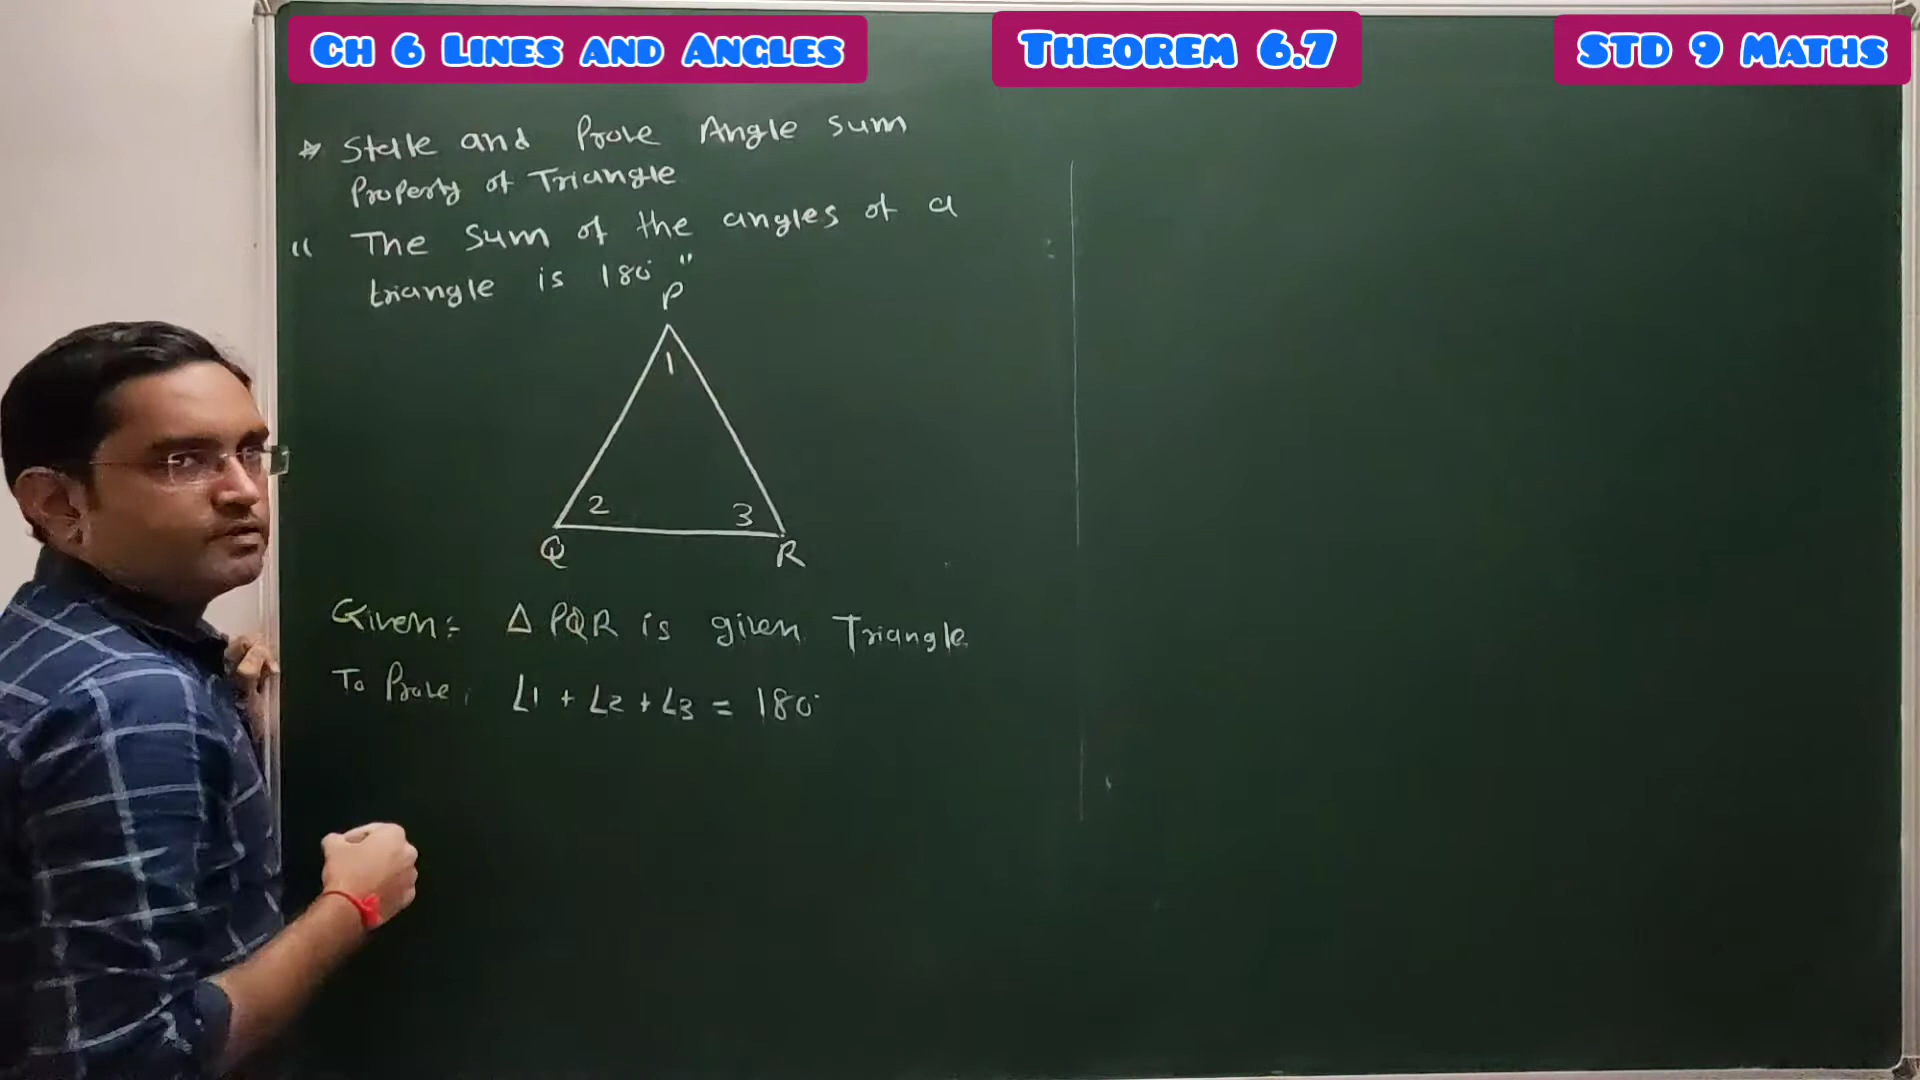 CH 6 LINES AND ANGLES
THEOREM 6.7
STD 9 MATHS
State and Prove Angle sum
Property of Triangle
" The sum of the angles of a
triangle is 180° "
P
1
2
3
Q
R
Given:- Δ PQR is given Triangle
To Prove: ∠1 + ∠2 + ∠3 = 180°